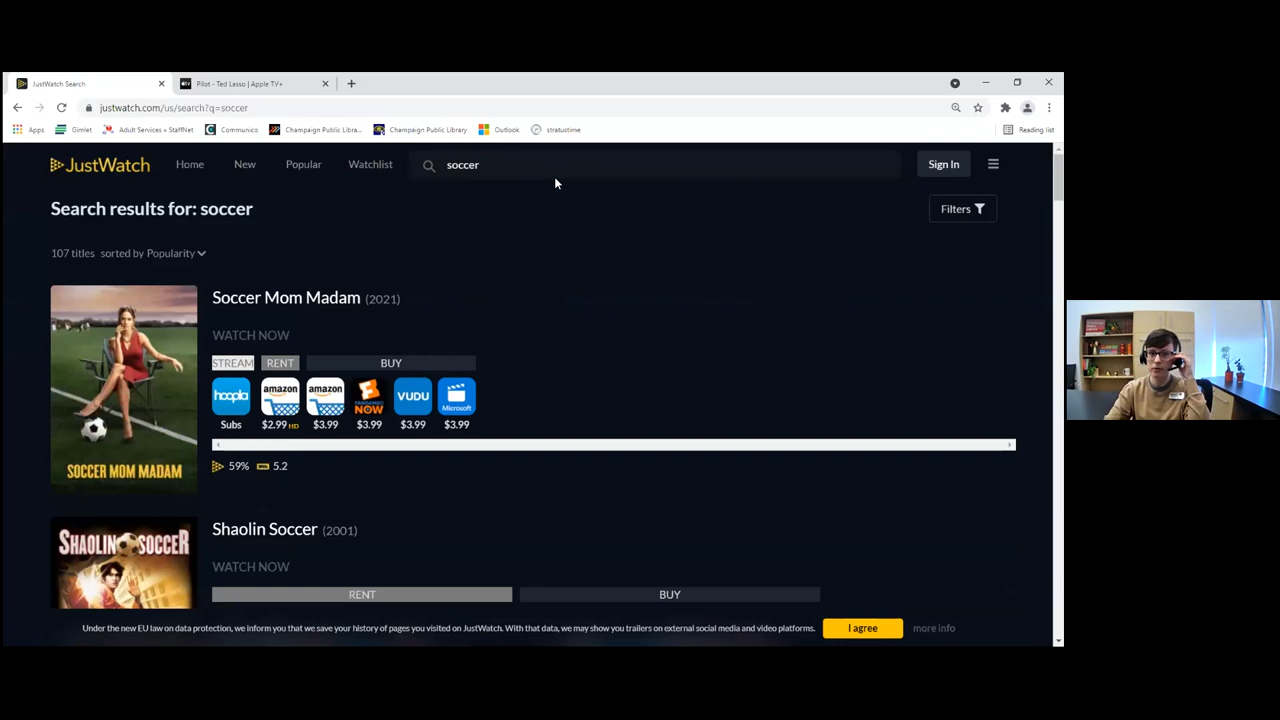 JustWatch Search
Pilot - Ted Lasso | Apple TV+
justwatch.com/us/search?q=soccer
Apps
Gimlet
Adult Services « StaffNet
Communico
Champaign Public Libra...
Champaign Public Library
Outlook
stratustime
Reading list
JustWatch
Home
New
Popular
Watchlist
soccer
Sign In
Search results for: soccer
Filters
107 titles sorted by Popularity
Soccer Mom Madam (2021)
WATCH NOW
STREAM
RENT
BUY
hoopla
amazon
amazon
FANDANGO NOW
VUDU
Microsoft
Subs
$2.99 HD
$3.99
$3.99
$3.99
$3.99
59%
5.2
SOCCER MOM MADAM
Shaolin Soccer (2001)
SHAOLIN SOCCER
WATCH NOW
RENT
BUY
Under the new EU law on data protection, we inform you that we save your history of pages you visited on JustWatch. With that data, we may show you trailers on external social media and video platforms.
I agree
more info